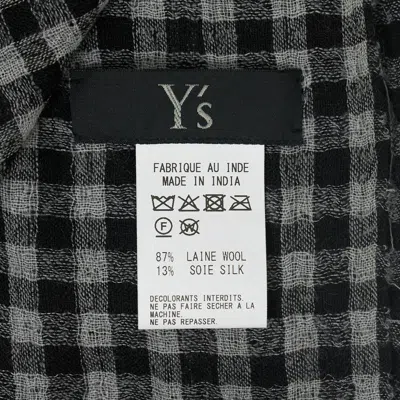 Y's
FABRIQUE AU INDE
MADE IN INDIA
F W
87% LAINE WOOL
13% SOIE SILK
DECOLORANTS INTERDITS.
NE PAS FAIRE SECHER A LA
MACHINE.
NE PAS REPASSER.